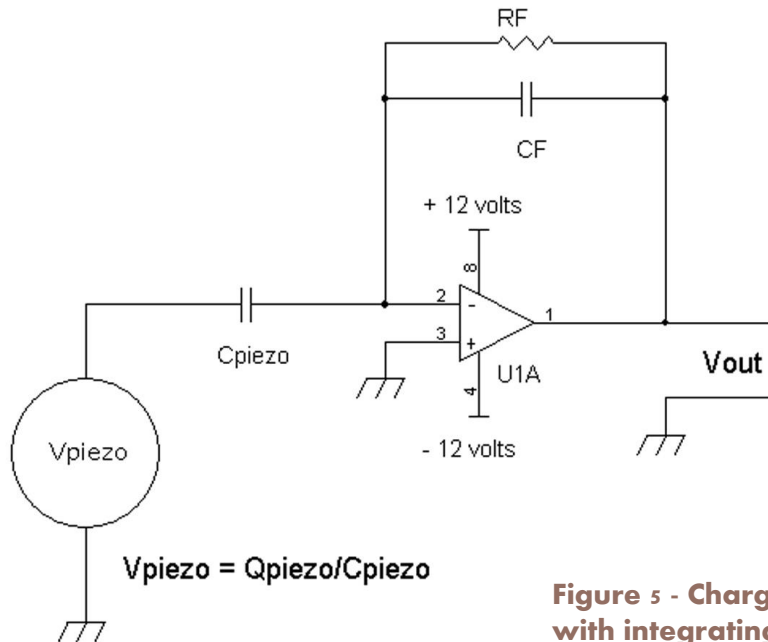 RF
CF
+ 12 volts
8
2
-
1
3
+
Cpiezo
U1A
4
Vout
Vpiezo
- 12 volts
Vpiezo = Qpiezo/Cpiezo
Figure 5 - Charg
with integrating